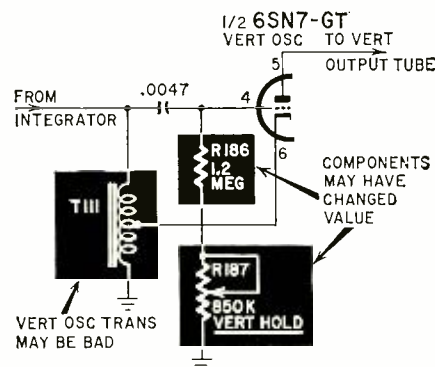 1/2 6SN7-GT
VERT OSC TO VERT
OUTPUT TUBE
5
.0047
4
FROM
INTEGRATOR
6
R186
1.2
MEG
COMPONENTS
MAY HAVE
CHANGED
VALUE
T111
R187
850K
VERT HOLD
VERT OSC TRANS
MAY BE BAD